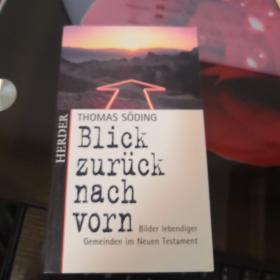 THOMAS SÖDING
HERDER
Blick
zurück
nach
vorn
Bilder lebendiger
Gemeinden im Neuen Testament